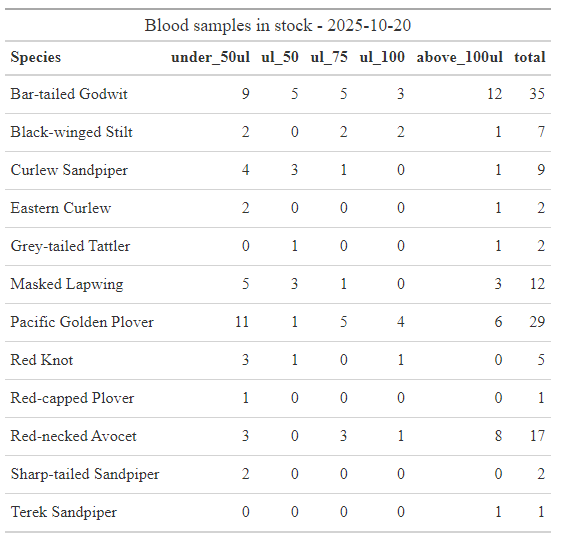 Blood samples in stock - 2025-10-20
Species under_50ul ul_50 ul_75 ul_100 above_100ul total
Bar-tailed Godwit 9 5 5 3 12 35
Black-winged Stilt 2 0 2 2 1 7
Curlew Sandpiper 4 3 1 0 1 9
Eastern Curlew 2 0 0 0 1 2
Grey-tailed Tattler 0 1 0 0 1 2
Masked Lapwing 5 3 1 0 3 12
Pacific Golden Plover 11 1 5 4 6 29
Red Knot 3 1 0 1 0 5
Red-capped Plover 1 0 0 0 0 1
Red-necked Avocet 3 0 3 1 8 17
Sharp-tailed Sandpiper 2 0 0 0 0 2
Terek Sandpiper 0 0 0 0 1 1